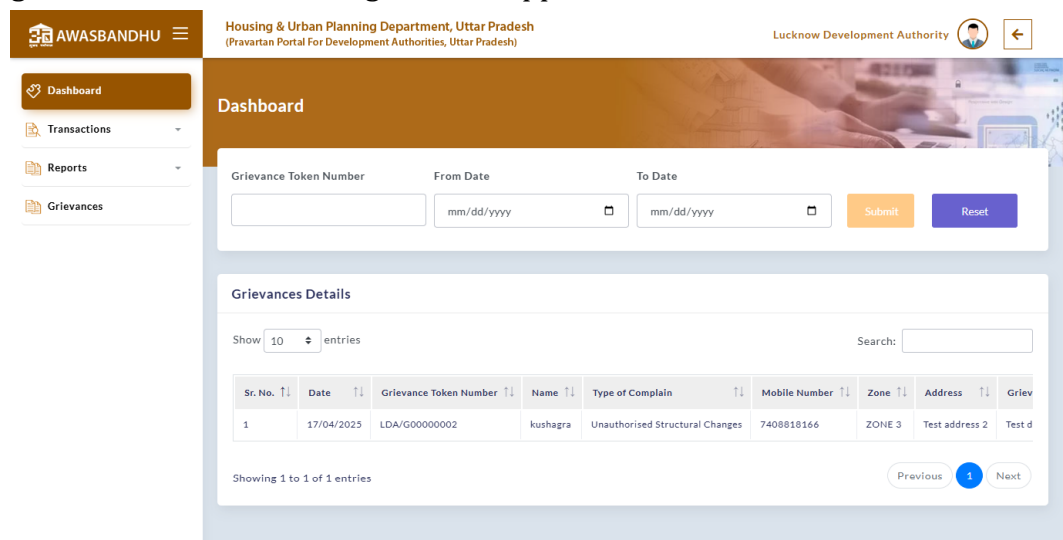 AWASBANDHU
Housing & Urban Planning Department, Uttar Pradesh
(Pravartan Portal For Development Authorities, Uttar Pradesh)
Lucknow Development Authority
Dashboard
Transactions
Reports
Grievances
Dashboard
Grievance Token Number From Date To Date
mm/dd/yyyy mm/dd/yyyy Submit Reset
Grievances Details
Show 10 entries Search:
Sr. No. Date Grievance Token Number Name Type of Complain Mobile Number Zone Address Griev
1 17/04/2025 LDA/G00000002 kushagra Unauthorised Structural Changes 7408818166 ZONE 3 Test address 2 Test d
Showing 1 to 1 of 1 entries Previous 1 Next